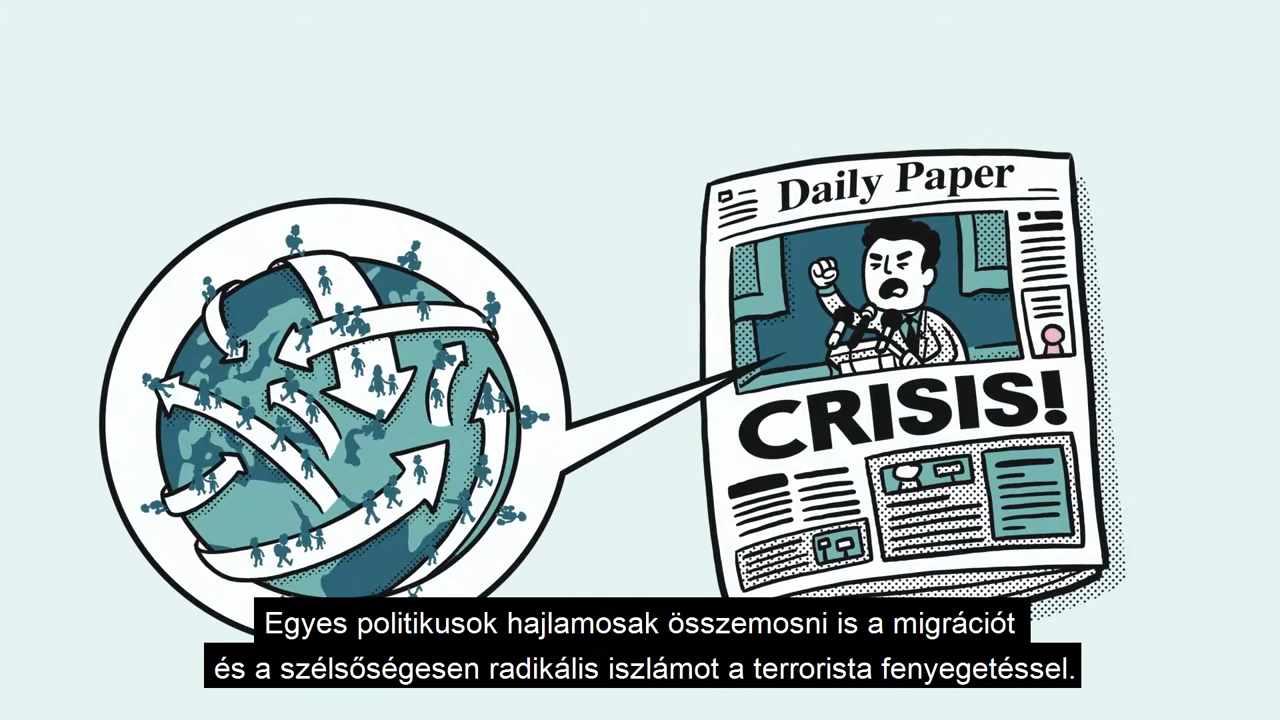 Daily Paper
CRISIS!
Egyes politikusok hajlamosak összemosni is a migrációt
és a szélsőségesen radikális iszlámot a terrorista fenyegetéssel.